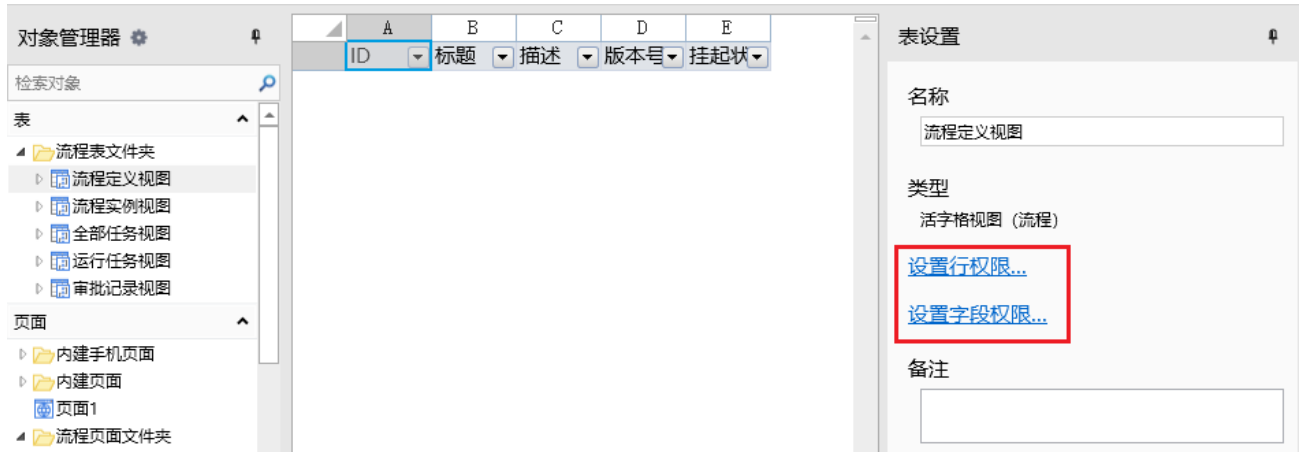 对象管理器
检索对象
表
流程表文件夹
流程定义视图
流程实例视图
全部任务视图
运行任务视图
审批记录视图
页面
内建手机页面
内建页面
页面1
流程页面文件夹
A B C D E
ID 标题 描述 版本号 挂起状
表设置
名称
流程定义视图
类型
活字格视图（流程）
设置行权限...
设置字段权限...
备注